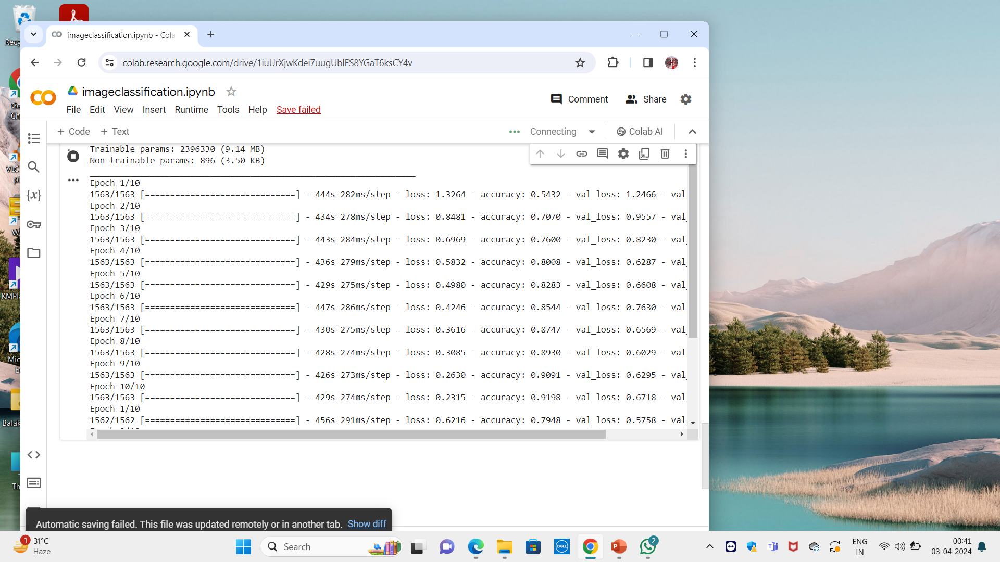 Recy
imageclassification.ipynb - Cola
colab.research.google.com/drive/1iuUrXjwKdei7uugUblFS8YGaT6ksCY4v
imageclassification.ipynb
Comment
Share
File Edit View Insert Runtime Tools Help Save failed
+ Code + Text
Connecting
Colab AI
Trainable params: 2396330 (9.14 MB)
Non-trainable params: 896 (3.50 KB)
Epoch 1/10
1563/1563 [==============================] - 444s 282ms/step - loss: 1.3264 - accuracy: 0.5432 - val_loss: 1.2466 - val_
Epoch 2/10
1563/1563 [==============================] - 434s 278ms/step - loss: 0.8481 - accuracy: 0.7070 - val_loss: 0.9557 - val_
Epoch 3/10
1563/1563 [==============================] - 443s 284ms/step - loss: 0.6969 - accuracy: 0.7600 - val_loss: 0.8230 - val_
Epoch 4/10
1563/1563 [==============================] - 436s 279ms/step - loss: 0.5832 - accuracy: 0.8008 - val_loss: 0.6287 - val_
Epoch 5/10
1563/1563 [==============================] - 429s 275ms/step - loss: 0.4980 - accuracy: 0.8283 - val_loss: 0.6608 - val_
Epoch 6/10
1563/1563 [==============================] - 447s 286ms/step - loss: 0.4246 - accuracy: 0.8544 - val_loss: 0.7630 - val_
Epoch 7/10
1563/1563 [==============================] - 430s 275ms/step - loss: 0.3616 - accuracy: 0.8747 - val_loss: 0.6569 - val_
Epoch 8/10
1563/1563 [==============================] - 428s 274ms/step - loss: 0.3085 - accuracy: 0.8930 - val_loss: 0.6029 - val_
Epoch 9/10
1563/1563 [==============================] - 426s 273ms/step - loss: 0.2630 - accuracy: 0.9091 - val_loss: 0.6295 - val_
Epoch 10/10
1563/1563 [==============================] - 429s 274ms/step - loss: 0.2315 - accuracy: 0.9198 - val_loss: 0.6718 - val_
Epoch 1/10
1562/1562 [==============================] - 456s 291ms/step - loss: 0.6216 - accuracy: 0.7948 - val_loss: 0.5758 - val_
{x}
Go
Ch
VLC
pl
KMPla
Mic
Balak
Th
Automatic saving failed. This file was updated remotely or in another tab. Show diff
1
31°C
Haze
Search
DELL
2
ENG
IN
00:41
03-04-2024